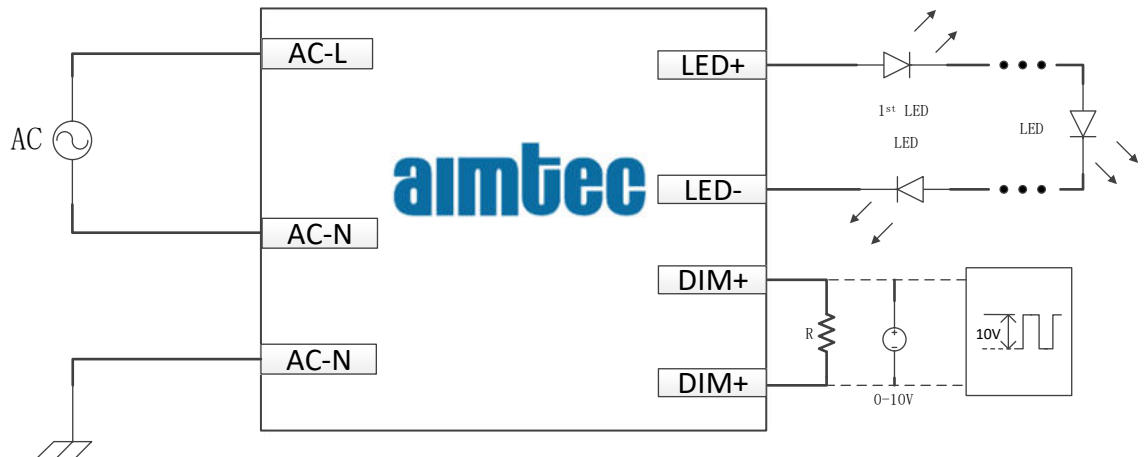 AC-L
LED+
1st LED
LED
LED
AC
aimtec
LED-
AC-N
DIM+
R
10V
AC-N
DIM+
0-10V